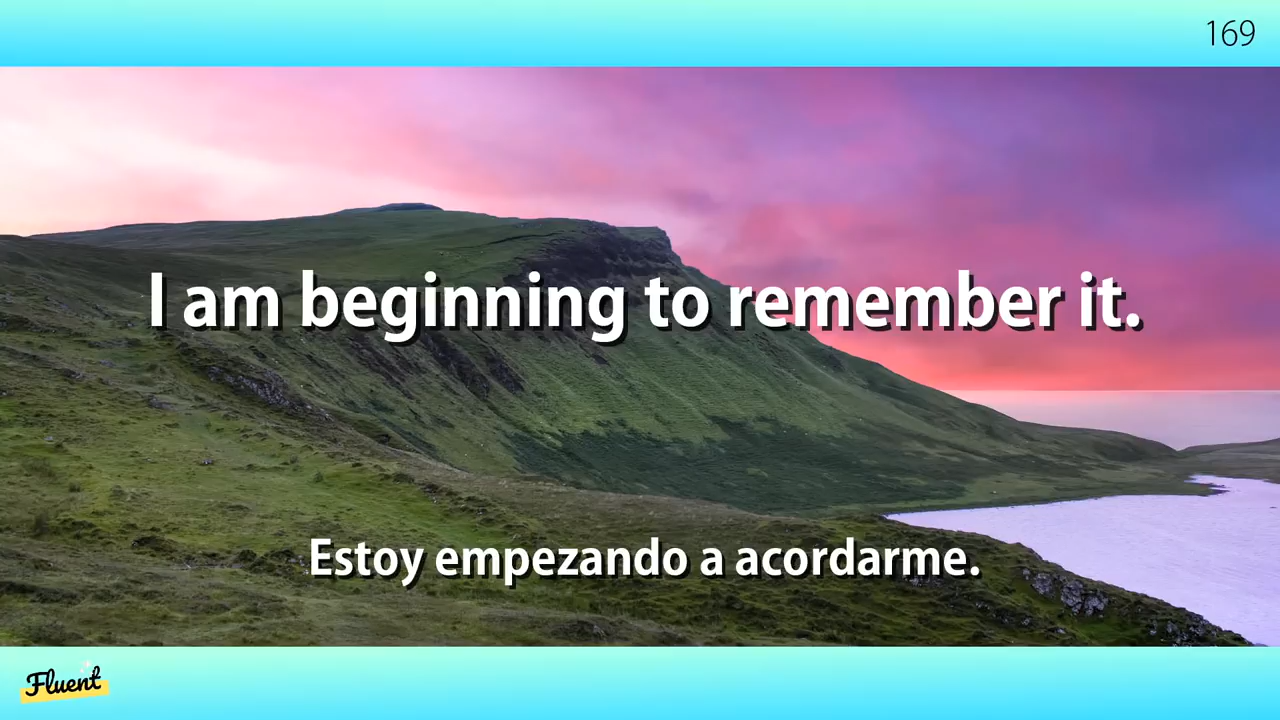 169
I am beginning to remember it.
Estoy empezando a acordarme.
Fluent